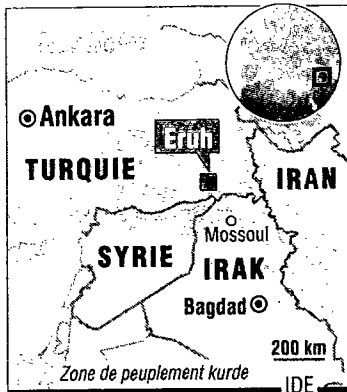 Ankara
Eruh
TURQUIE
IRAN
Mossoul
SYRIE
IRAK
Bagdad
200 km
Zone de peuplement kurde
IDE